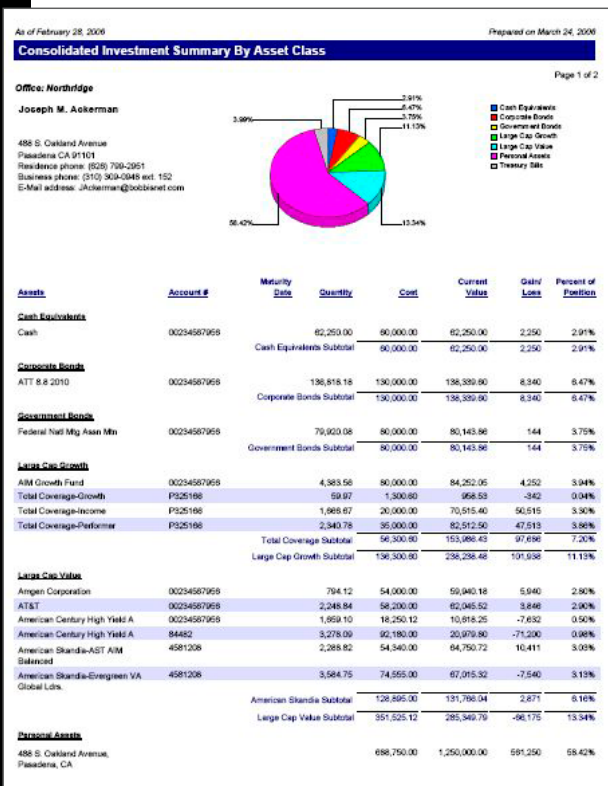 As of February 28, 2006 Prepared on March 24, 2006
Consolidated Investment Summary By Asset Class
Page 1 of 2
Office: Northridge
Joseph M. Ackerman
488 S. Oakland Avenue
Pasadena CA 91101
Residence phone: (626) 799-2951
Business phone: (310) 309-0948 ext. 152
E-Mail address: JAckerman@bobbisnet.com
3.99%
2.91%
6.47%
3.75%
11.13%
58.42%
13.34%
Cash Equivalents
Corporate Bonds
Government Bonds
Large Cap Growth
Large Cap Value
Personal Assets
Treasury Bills
Assets Account # Maturity Date Quantity Cost Current Value Gain/Loss Percent of Position
Cash Equivalents
Cash 00234567956 62,250.00 60,000.00 62,250.00 2,250 2.91%
Cash Equivalents Subtotal 60,000.00 62,250.00 2,250 2.91%
Corporate Bonds
ATT 8.8 2010 00234567956 136,818.18 130,000.00 138,339.60 8,340 6.47%
Corporate Bonds Subtotal 130,000.00 138,339.60 8,340 6.47%
Government Bonds
Federal Natl Mtg Assn Mtn 00234567956 79,920.08 80,000.00 80,143.86 144 3.75%
Government Bonds Subtotal 80,000.00 80,143.86 144 3.75%
Large Cap Growth
AIM Growth Fund 00234567956 4,383.56 80,000.00 84,252.05 4,252 3.94%
Total Coverage-Growth P325166 59.97 1,300.60 958.53 -342 0.04%
Total Coverage-Income P325166 1,666.67 20,000.00 70,515.40 50,515 3.30%
Total Coverage-Performer P325166 2,340.78 35,000.00 82,512.50 47,513 3.86%
Total Coverage Subtotal 56,300.60 153,986.43 97,686 7.20%
Large Cap Growth Subtotal 136,300.60 238,238.48 101,938 11.13%
Large Cap Value
Amgen Corporation 00234567956 794.12 54,000.00 59,940.18 5,940 2.80%
AT&T 00234567956 2,248.84 58,200.00 62,045.52 3,846 2.90%
American Century High Yield A 00234567956 1,659.10 18,250.12 10,618.25 -7,632 0.50%
American Century High Yield A 84482 3,278.09 92,180.00 20,979.80 -71,200 0.98%
American Skandia-AST AIM 4581208 2,288.82 54,340.00 64,750.72 10,411 3.03%
Balanced
American Skandia-Evergreen VA 4581208 3,584.75 74,555.00 67,015.32 -7,540 3.13%
Global Ldrs.
American Skandia Subtotal 128,895.00 131,766.04 2,871 6.16%
Large Cap Value Subtotal 351,525.12 285,349.79 -66,175 13.34%
Personal Assets
488 S. Oakland Avenue, 688,750.00 1,250,000.00 561,250 58.42%
Pasadena, CA